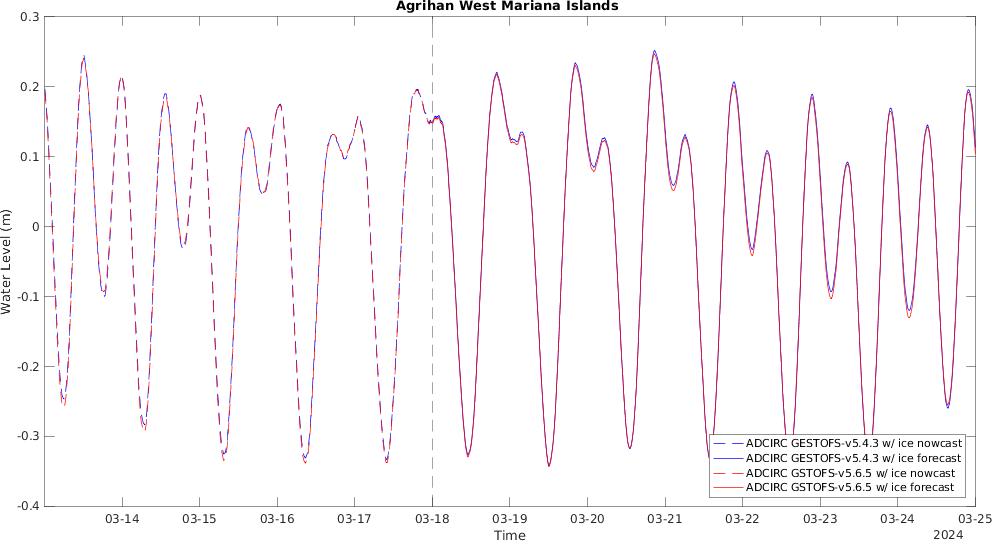 Agrihan West Mariana Islands
Water Level (m)
0.3
0.2
0.1
0
-0.1
-0.2
-0.3
-0.4
ADCIRC GESTOFS-v5.4.3 w/ ice nowcast
ADCIRC GESTOFS-v5.4.3 w/ ice forecast
ADCIRC GSTOFS-v5.6.5 w/ ice nowcast
ADCIRC GSTOFS-v5.6.5 w/ ice forecast
03-14 03-15 03-16 03-17 03-18 03-19 03-20 03-21 03-22 03-23 03-24 03-25
Time
2024